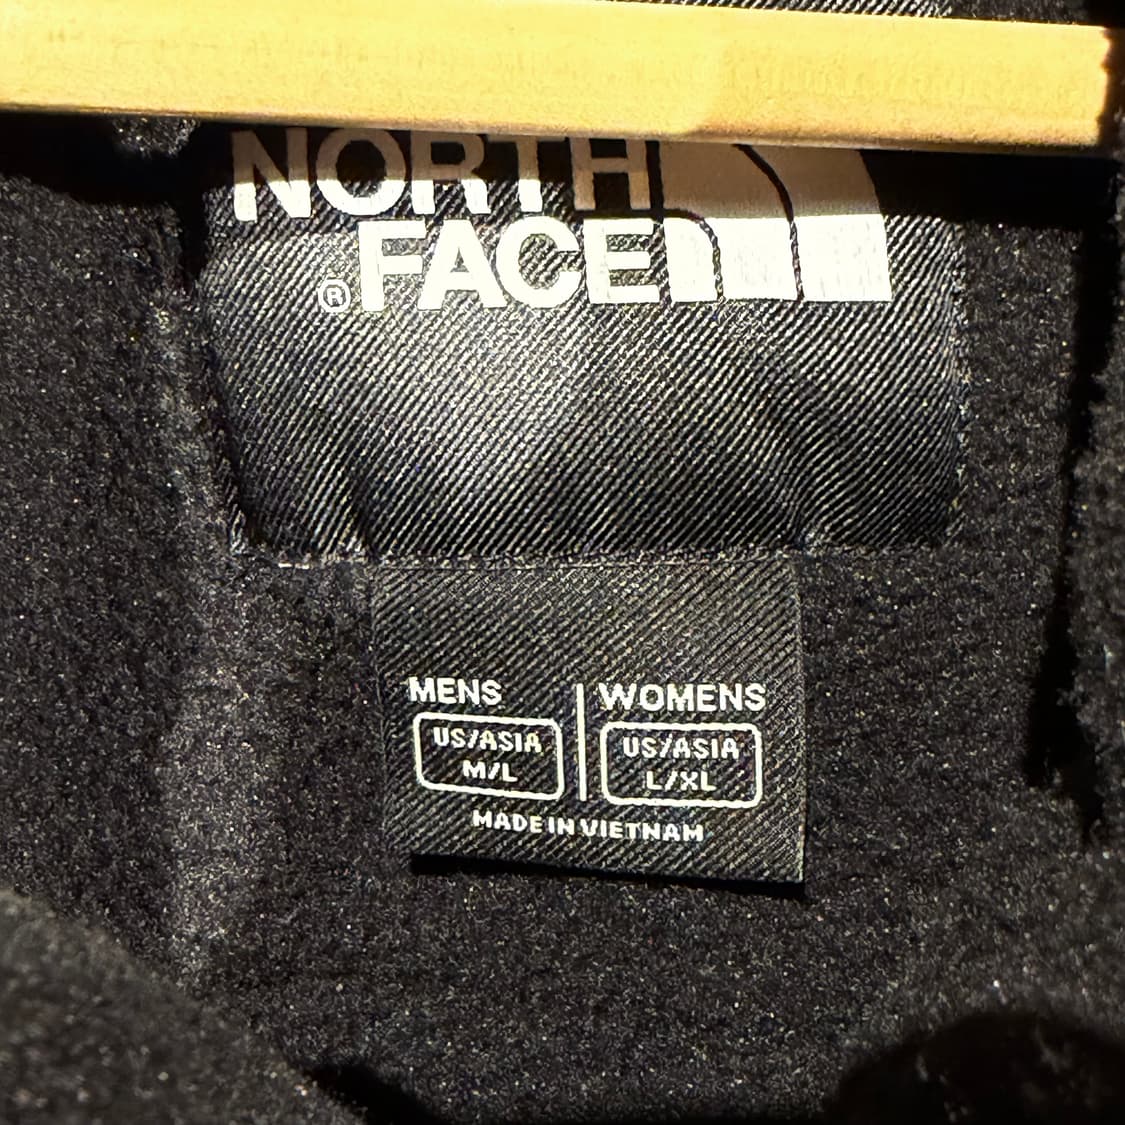 NORTH
FACE
®
MENS
US/ASIA
M/L
WOMENS
US/ASIA
L/XL
MADE IN VIETNAM